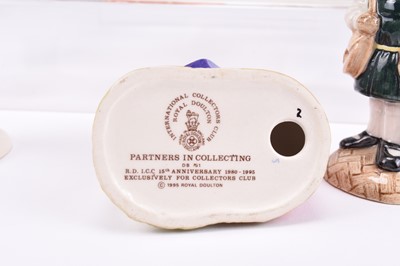 INTERNATIONAL COLLECTORS CLUB
ROYAL DOULTON
PARTNERS IN COLLECTING
DB 151
R.D. I.C.C 15th ANNIVERSARY 1980-1995
EXCLUSIVELY FOR COLLECTORS CLUB
© 1995 ROYAL DOULTON
2